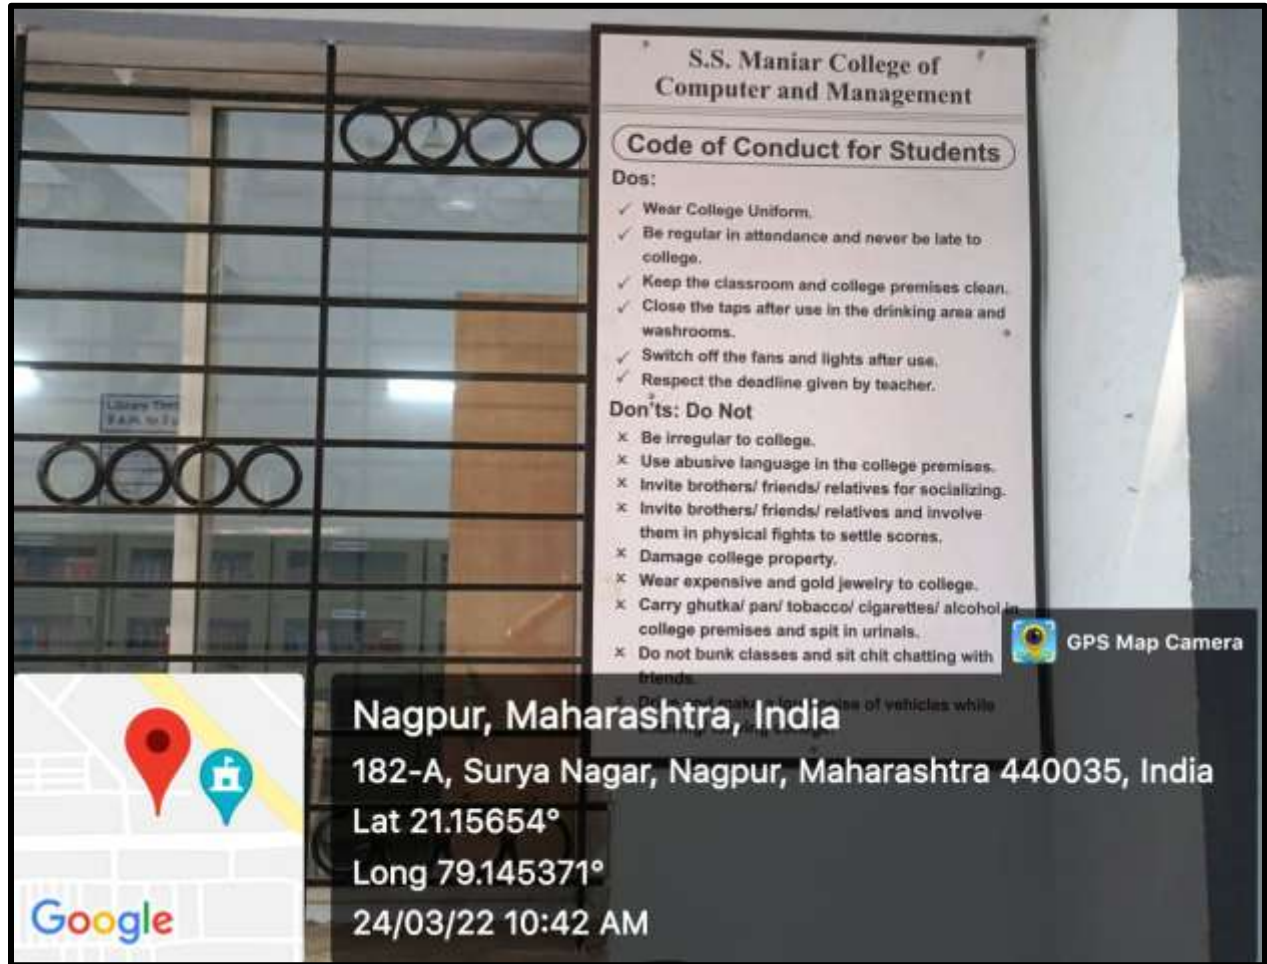 S.S. Maniar College of
Computer and Management
Code of Conduct for Students
Dos:
✓ Wear College Uniform.
✓ Be regular in attendance and never be late to
college.
✓ Keep the classroom and college premises clean.
✓ Close the taps after use in the drinking area and
washrooms.
✓ Switch off the fans and lights after use.
✓ Respect the deadline given by teacher.
Don'ts: Do Not
× Be irregular to college.
× Use abusive language in the college premises.
× Invite brothers/ friends/ relatives for socializing.
× Invite brothers/ friends/ relatives and involve
them in physical fights to settle scores.
× Damage college property.
× Wear expensive and gold jewelry to college.
× Carry ghutka/ pan/ tobacco/ cigarettes/ alcohol in
college premises and spit in urinals.
× Do not bunk classes and sit chit chatting with
friends.
and make of vehicles while
Library
GPS Map Camera
Nagpur, Maharashtra, India
182-A, Surya Nagar, Nagpur, Maharashtra 440035, India
Lat 21.15654°
Long 79.145371°
24/03/22 10:42 AM
Google